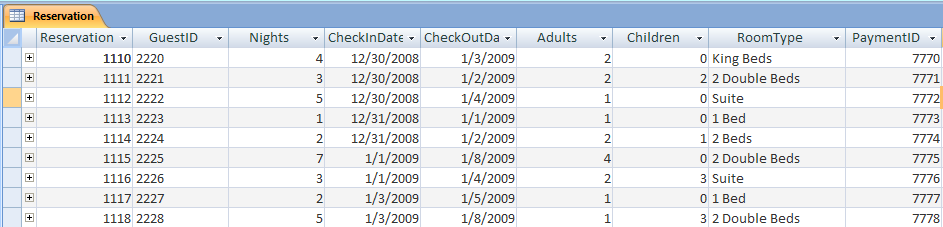 Reservation
Reservation GuestID Nights CheckInDate CheckOutDa Adults Children RoomType PaymentID
1110 2220 4 12/30/2008 1/3/2009 2 0 King Beds 7770
1111 2221 3 12/30/2008 1/2/2009 2 2 2 Double Beds 7771
1112 2222 5 12/30/2008 1/4/2009 1 0 Suite 7772
1113 2223 1 12/31/2008 1/1/2009 1 0 1 Bed 7773
1114 2224 2 12/31/2008 1/2/2009 2 1 2 Beds 7774
1115 2225 7 1/1/2009 1/8/2009 4 0 2 Double Beds 7775
1116 2226 3 1/1/2009 1/4/2009 2 3 Suite 7776
1117 2227 2 1/3/2009 1/5/2009 1 0 1 Bed 7777
1118 2228 5 1/3/2009 1/8/2009 1 3 2 Double Beds 7778